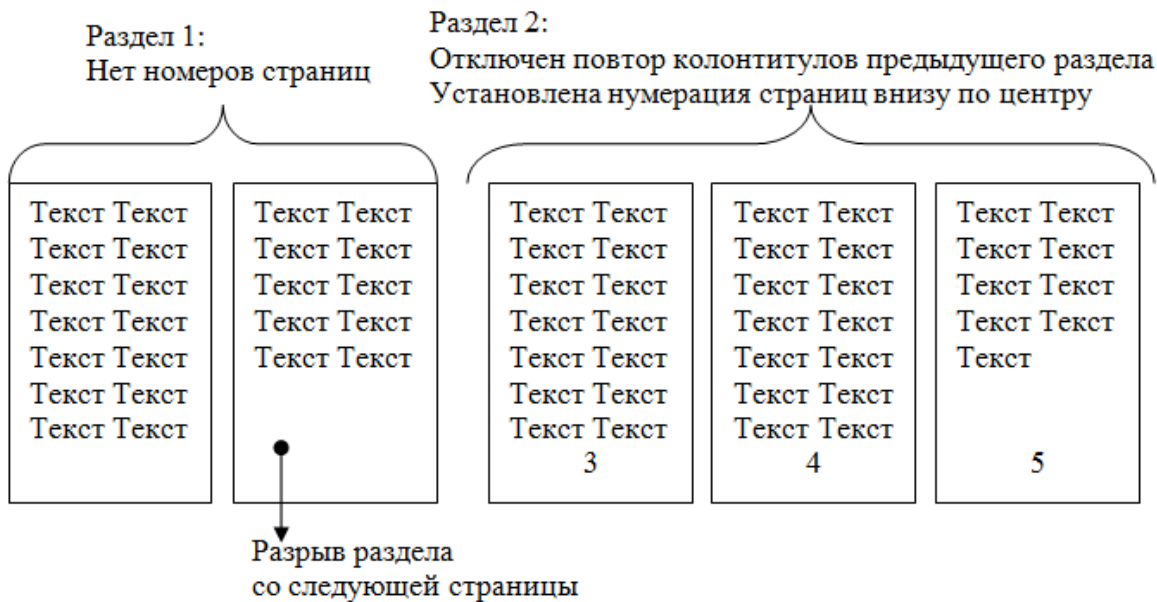 Раздел 1:
Нет номеров страниц
Раздел 2:
Отключен повтор колонтитулов предыдущего раздела
Установлена нумерация страниц внизу по центру
Текст Текст
Текст Текст
Текст Текст
Текст Текст
Текст Текст
Текст Текст
Текст Текст
Текст Текст
Текст Текст
Текст Текст
Текст Текст
Текст Текст
Разрыв раздела
со следующей страницы
Текст Текст
Текст Текст
Текст Текст
Текст Текст
Текст Текст
Текст Текст
Текст Текст
3
Текст Текст
Текст Текст
Текст Текст
Текст Текст
Текст Текст
Текст Текст
Текст Текст
4
Текст Текст
Текст Текст
Текст Текст
Текст Текст
Текст
5